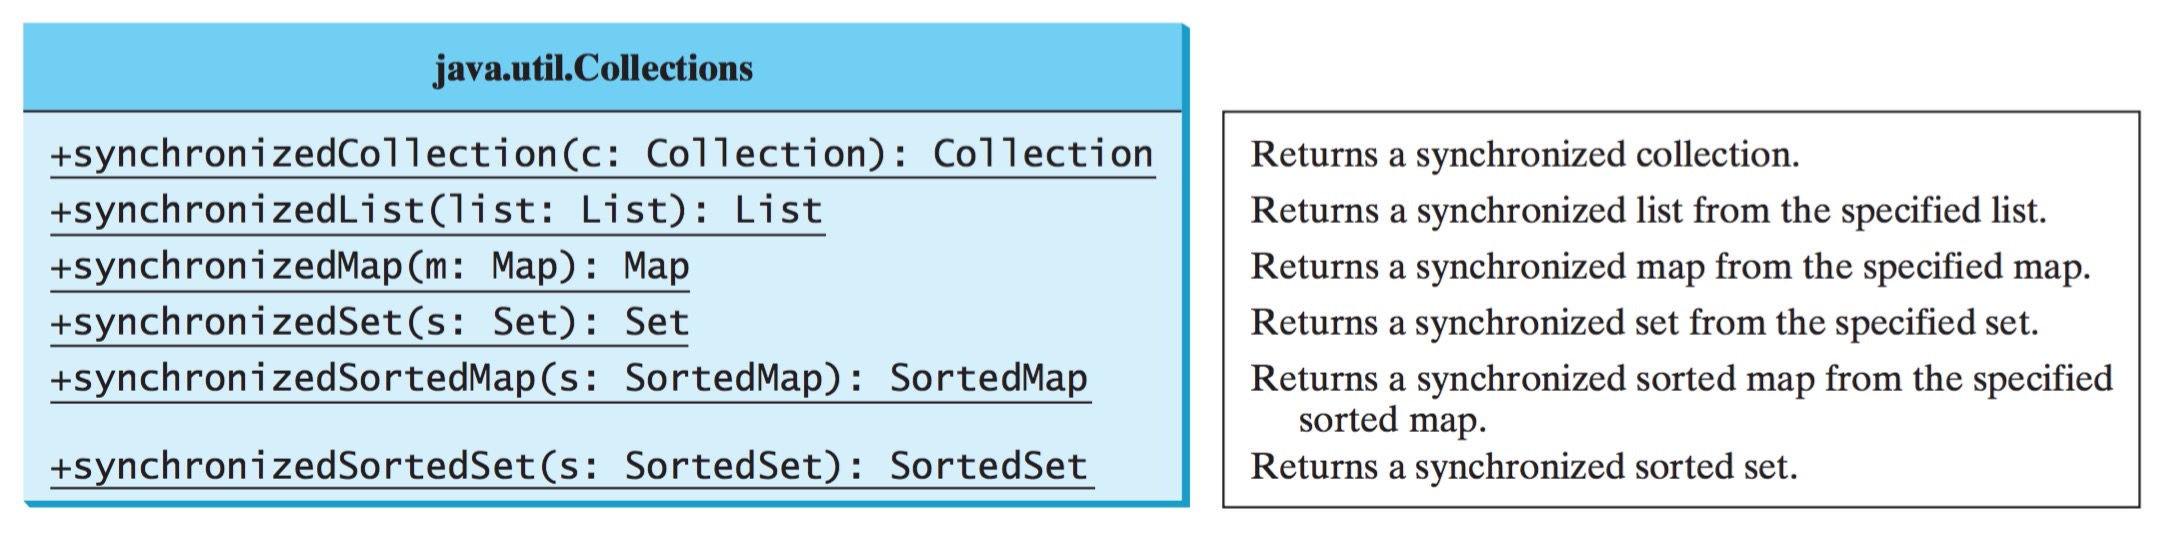 java.util.Collections
+synchronizedCollection(c: Collection): Collection
Returns a synchronized collection.
+synchronizedList(list: List): List
Returns a synchronized list from the specified list.
+synchronizedMap(m: Map): Map
Returns a synchronized map from the specified map.
+synchronizedSet(s: Set): Set
Returns a synchronized set from the specified set.
+synchronizedSortedMap(s: SortedMap): SortedMap
Returns a synchronized sorted map from the specified
sorted map.
+synchronizedSortedSet(s: SortedSet): SortedSet
Returns a synchronized sorted set.